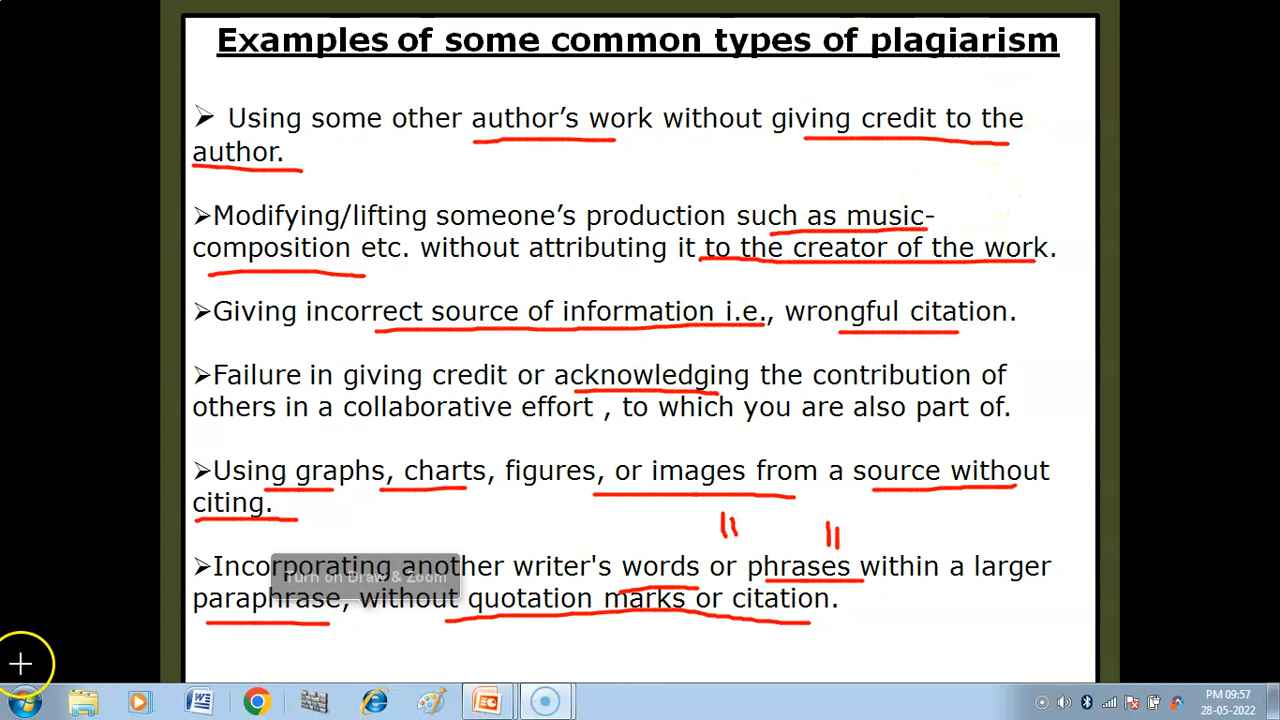 Examples of some common types of plagiarism
➢ Using some other author’s work without giving credit to the
author.
➢Modifying/lifting someone’s production such as music-
composition etc. without attributing it to the creator of the work.
➢Giving incorrect source of information i.e., wrongful citation.
➢Failure in giving credit or acknowledging the contribution of
others in a collaborative effort , to which you are also part of.
➢Using graphs, charts, figures, or images from a source without
citing.
➢Incorporating another writer's words or phrases within a larger
Turn on Draw & Zoom
paraphrase, without quotation marks or citation.
PM 09:57
28-05-2022